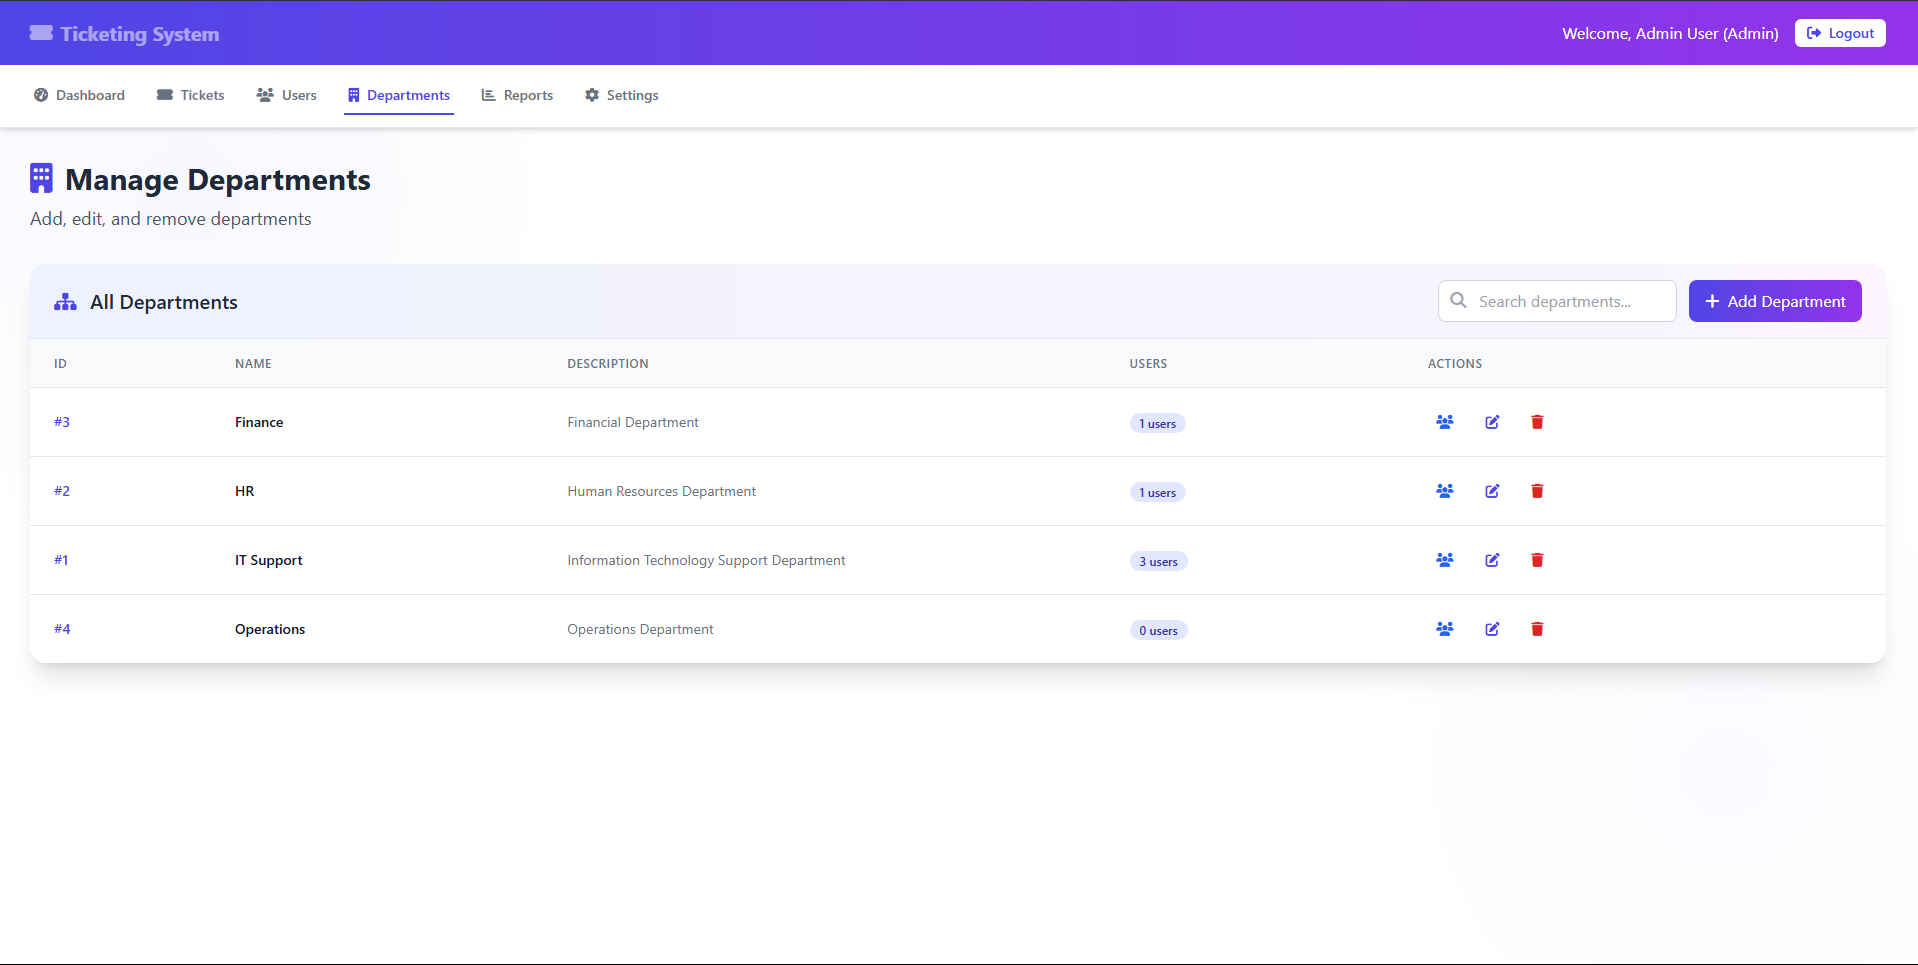 Ticketing System
Welcome, Admin User (Admin)
Logout
Dashboard
Tickets
Users
Departments
Reports
Settings
Manage Departments
Add, edit, and remove departments
All Departments
Search departments...
Add Department
ID NAME DESCRIPTION USERS ACTIONS
#3 Finance Financial Department 1 users
#2 HR Human Resources Department 1 users
#1 IT Support Information Technology Support Department 3 users
#4 Operations Operations Department 0 users